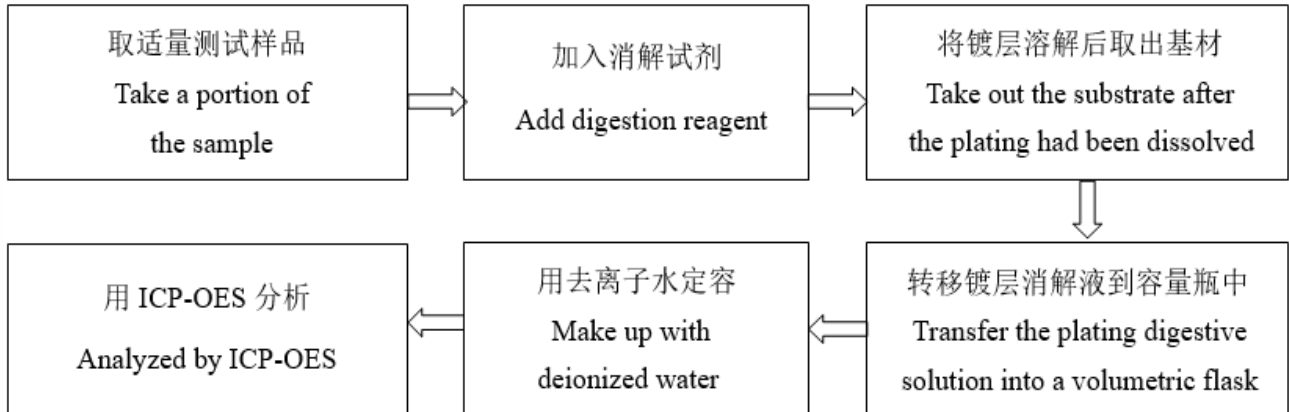 取适量测试样品
Take a portion of
the sample
加入消解试剂
Add digestion reagent
将镀层溶解后取出基材
Take out the substrate after
the plating had been dissolved
转移镀层消解液到容量瓶中
Transfer the plating digestive
solution into a volumetric flask
用去离子水定容
Make up with
deionized water
用 ICP-OES 分析
Analyzed by ICP-OES